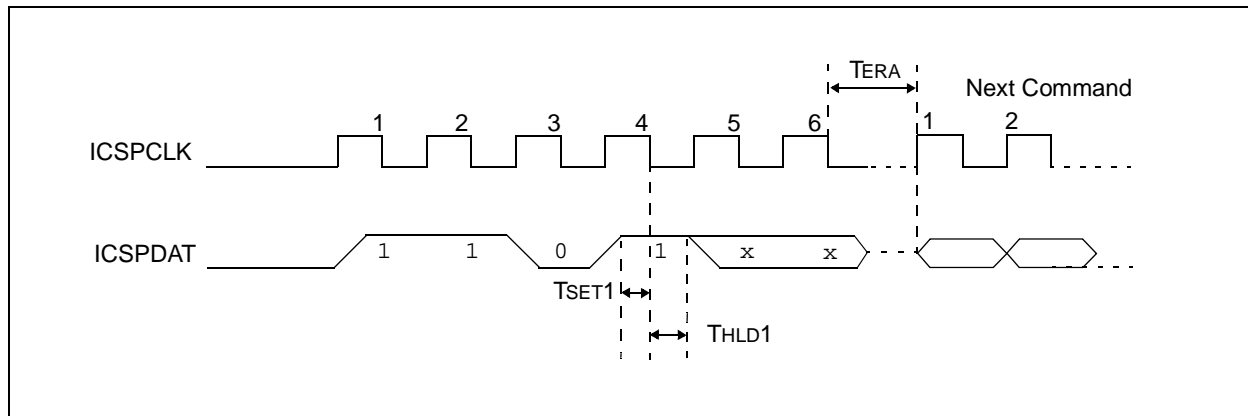 TERA
Next Command
1 2 3 4 5 6 1 2
ICSPCLK
ICSPDAT
1 1 0 1 x x
TSET1
THLD1